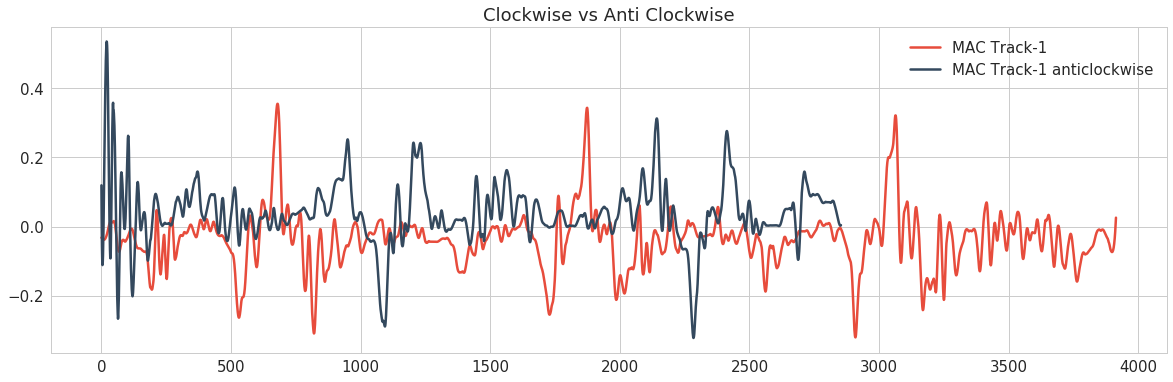 Clockwise vs Anti Clockwise
MAC Track-1
MAC Track-1 anticlockwise
0.4
0.2
0.0
−0.2
0 500 1000 1500 2000 2500 3000 3500 4000